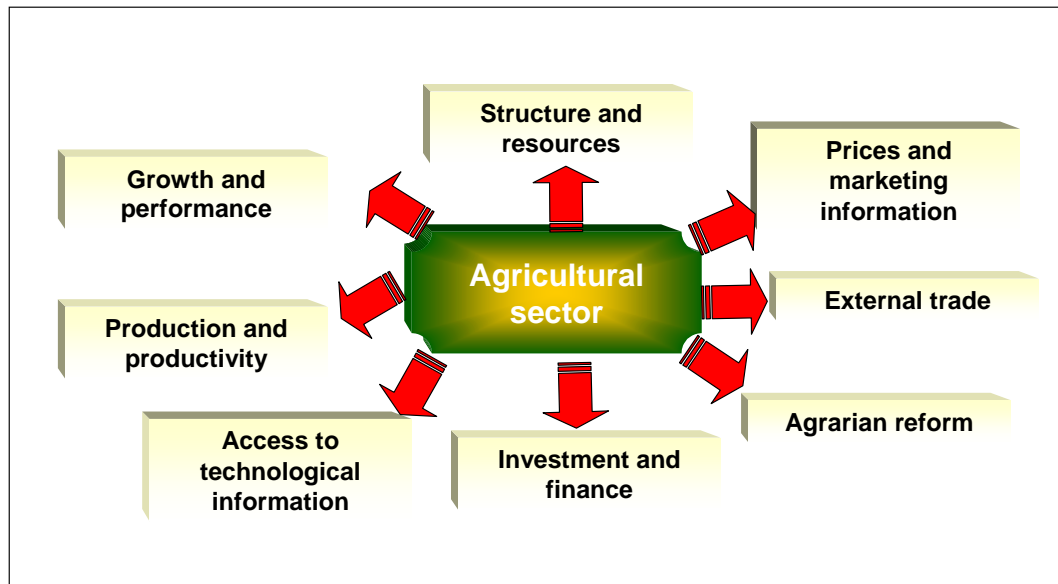 Structure and
resources
Prices and
marketing
information
Growth and
performance
Agricultural
sector
External trade
Production and
productivity
Agrarian reform
Access to
technological
information
Investment and
finance